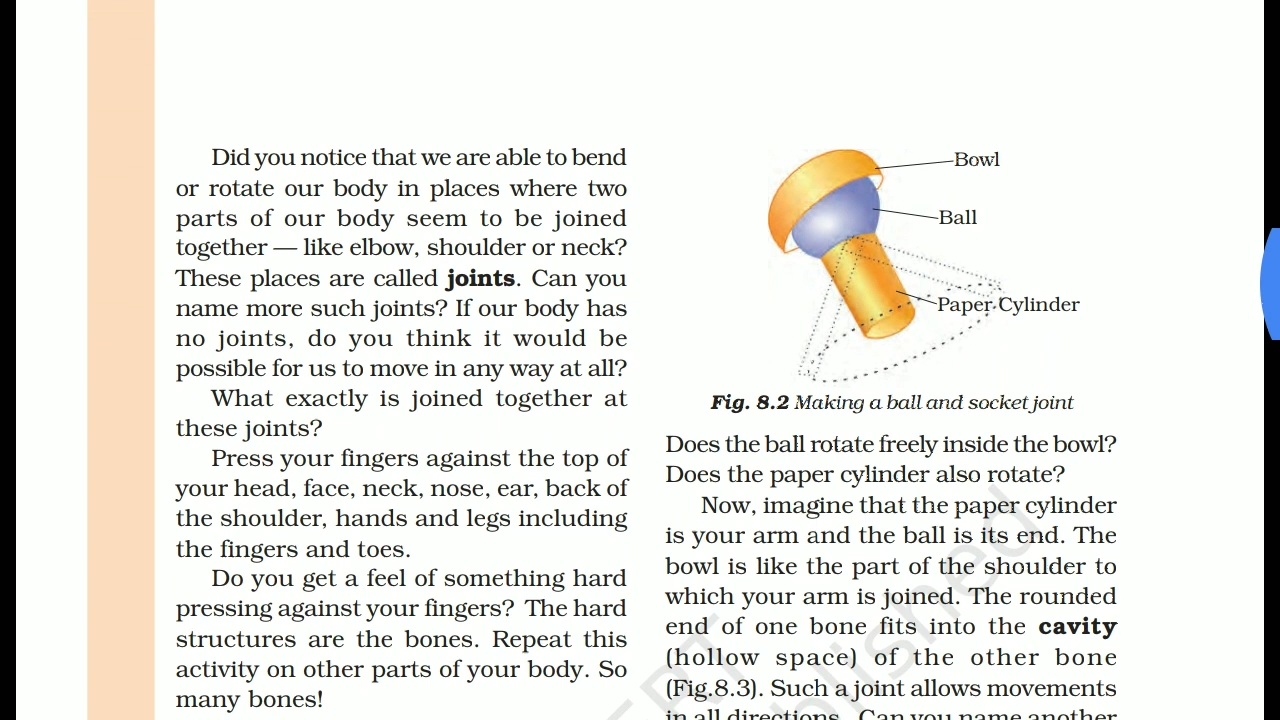 Did you notice that we are able to bend
or rotate our body in places where two
parts of our body seem to be joined
together — like elbow, shoulder or neck?
These places are called joints. Can you
name more such joints? If our body has
no joints, do you think it would be
possible for us to move in any way at all?
What exactly is joined together at
these joints?
Press your fingers against the top of
your head, face, neck, nose, ear, back of
the shoulder, hands and legs including
the fingers and toes.
Do you get a feel of something hard
pressing against your fingers? The hard
structures are the bones. Repeat this
activity on other parts of your body. So
many bones!
Bowl
Ball
Paper Cylinder
Fig. 8.2 Making a ball and socket joint
Does the ball rotate freely inside the bowl?
Does the paper cylinder also rotate?
Now, imagine that the paper cylinder
is your arm and the ball is its end. The
bowl is like the part of the shoulder to
which your arm is joined. The rounded
end of one bone fits into the cavity
(hollow space) of the other bone
(Fig.8.3). Such a joint allows movements
in all directions. Can you name another